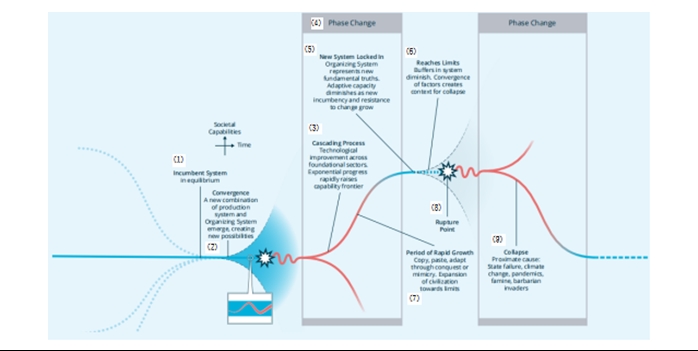 (4) Phase Change
Phase Change
(5)
New System Locked In
Organizing System
represents new
fundamental truths.
Adaptive capacity
diminishes as new
incumbency and resistance
to change grow
(6)
Reaches Limits
Buffers in system
diminish. Convergence
of factors creates
context for collapse
Societal
Capabilities
Time
(3)
Cascading Process
Technological
improvement across
foundational sectors.
Exponential progress
rapidly raises
capability frontier
(1)
Incumbent System
in equilibrium
Convergence
A new combination
of production
system and
Organizing System
emerge, creating
new possibilities
(2)
(8)
Rupture
Point
Period of Rapid Growth
Copy, paste, adapt
through conquest or
mimicry. Expansion
of civilization
towards limits
(7)
(9)
Collapse
Proximate cause:
State failure, climate
change, pandemics,
famine, barbarian
invaders